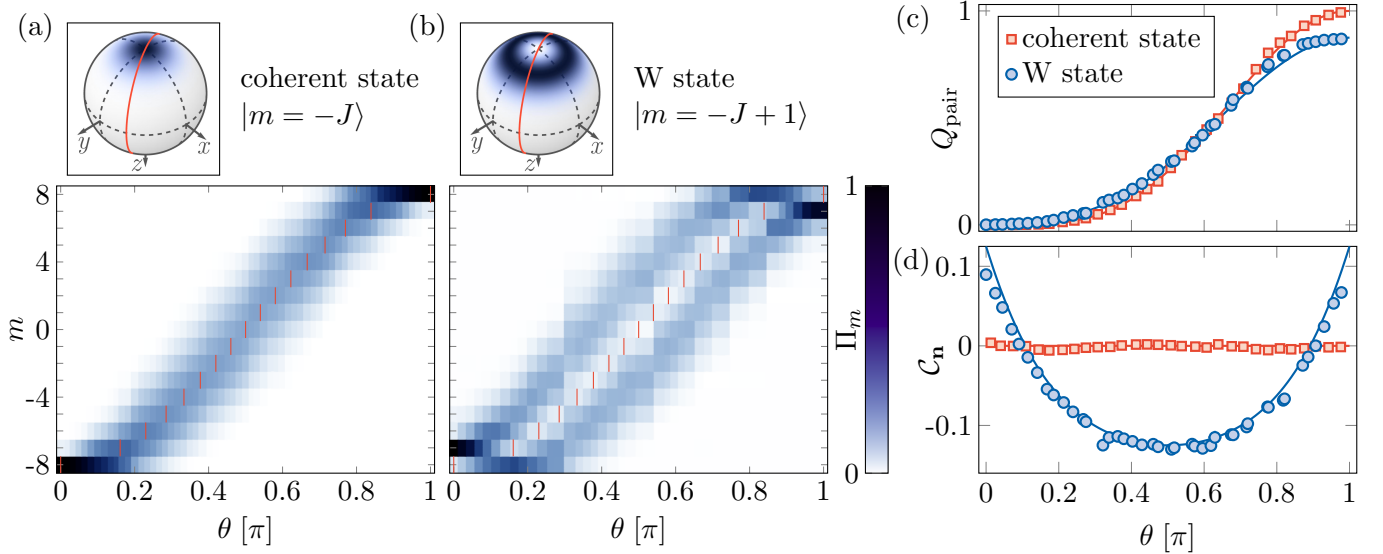 (a)
y
z
x
coherent state
|m = −J⟩
(b)
y
z
x
W state
|m = −J + 1⟩
m
8
4
0
-4
-8
0
0.2
0.4
0.6
0.8
1
θ [π]
0
0.2
0.4
0.6
0.8
1
θ [π]
1
Πₘ
0
(c)
1
Q_pair
0
coherent state
W state
(d)
0.1
0
-0.1
𝒞ₙ
0
0.2
0.4
0.6
0.8
1
θ [π]